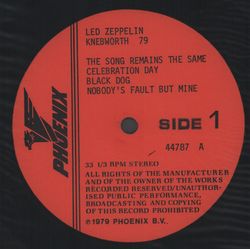 LED ZEPPELIN
KNEBWORTH 79
THE SONG REMAINS THE SAME
CELEBRATION DAY
BLACK DOG
NOBODY'S FAULT BUT MINE
PHOENIX
SIDE 1
44787 A
33 1/3 RPM STEREO
ALL RIGHTS OF THE MANUFACTURER
AND OF THE OWNER OF THE WORKS
RECORDED RESERVED/UNAUTHOR-
ISED PUBLIC PERFORMANCE,
BROADCASTING AND COPYING
OF THIS RECORD PROHIBITED
℗ 1979 PHOENIX B.V.